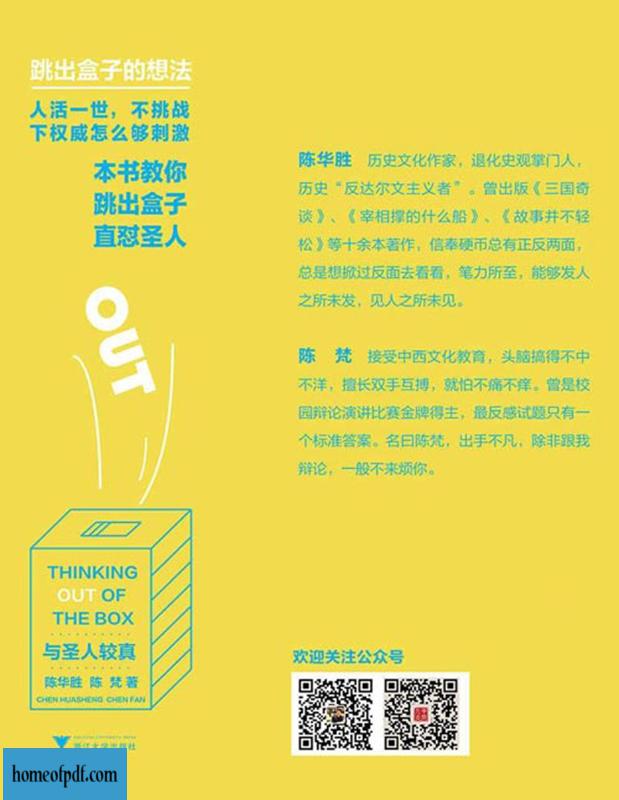 跳出盒子的想法
人活一世，不挑战
下权威怎么够刺激
本书教你
跳出盒子
直怼圣人
OUT
THINKING
OUT OF
THE BOX
与圣人较真
陈华胜 陈 梵 著
CHEN HUASHENG CHEN FAN
浙江大学出版社
陈华胜 历史文化作家，退化史观掌门人，
历史“反达尔文主义者”。曾出版《三国奇
谈》、《宰相撑的什么船》、《故事并不轻
松》等十余本著作，信奉硬币总有正反两面，
总是想掀过反面去看看，笔力所至，能够发人
之所未发，见人之所未见。
陈 梵 接受中西文化教育，头脑搞得不中
不洋，擅长双手互搏，就怕不痛不痒。曾是校
园辩论演讲比赛金牌得主，最反感试题只有一
个标准答案。名曰陈梵，出手不凡，除非跟我
辩论，一般不来烦你。
欢迎关注公众号
homeofpdf.com